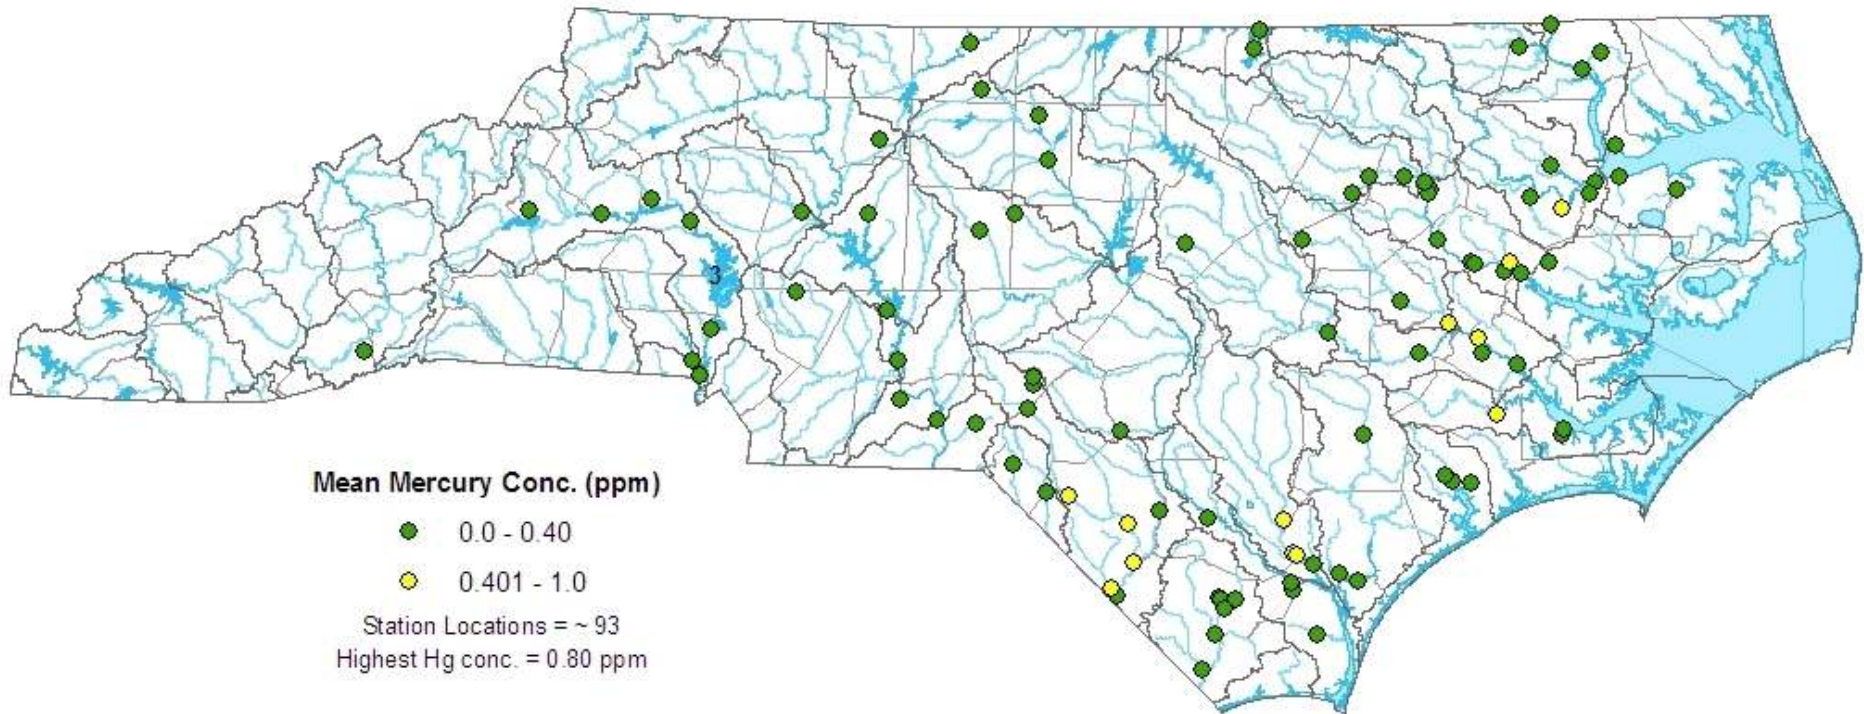 3
Mean Mercury Conc. (ppm)
0.0 - 0.40
0.401 - 1.0
Station Locations = ~ 93
Highest Hg conc. = 0.80 ppm